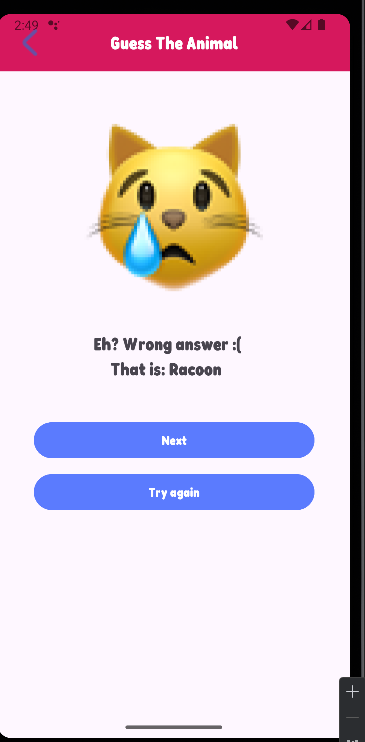 2:49
Guess The Animal
Eh? Wrong answer :(
That is: Racoon
Next
Try again